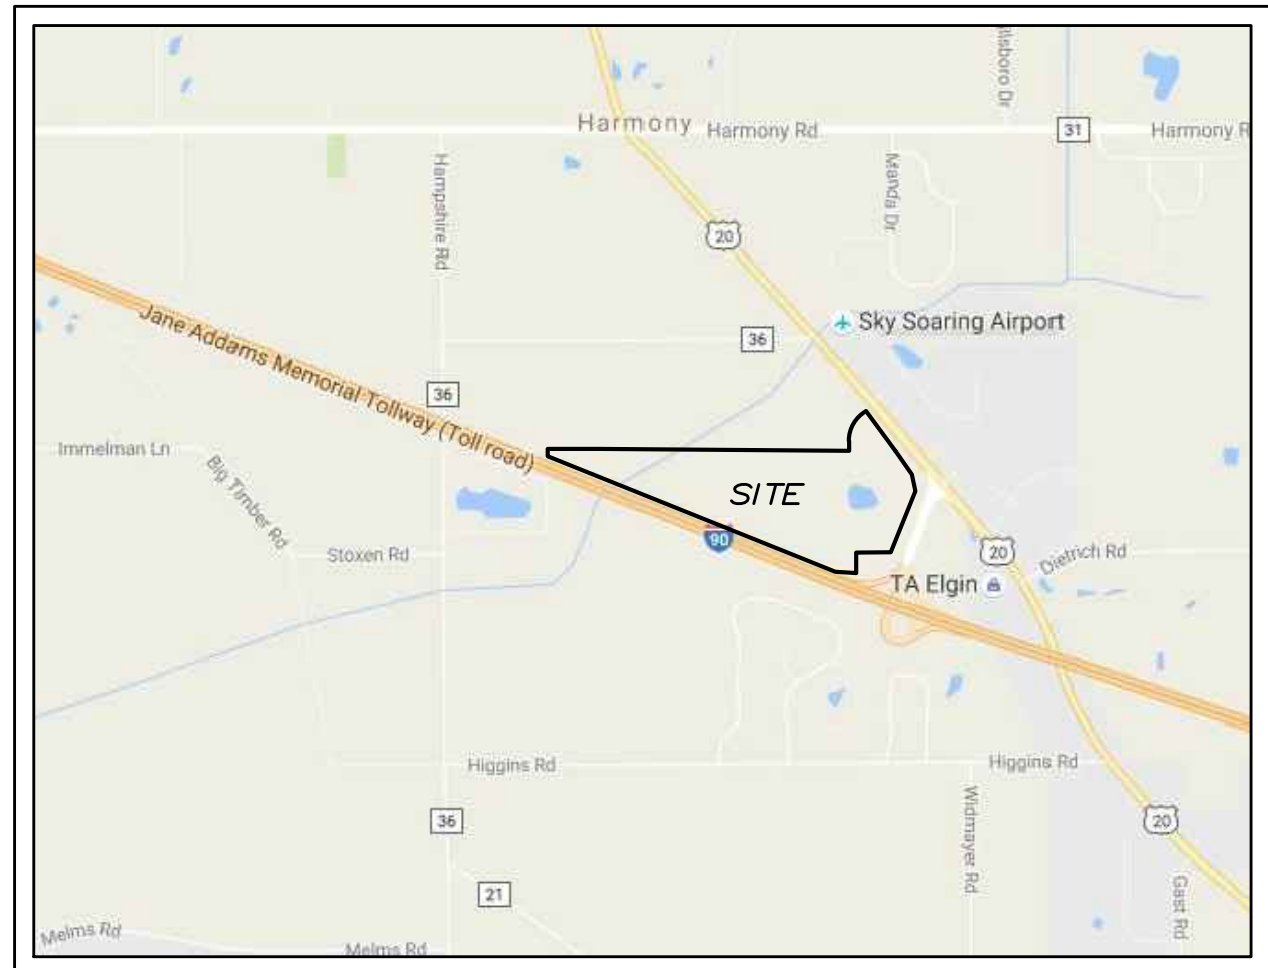 lsboro Dr
Harmony
Harmony Rd
31
Harmony R
Hampshire Rd
Manda Dr
20
Jane Addams Memorial Tollway (Toll road)
36
Sky Soaring Airport
36
Immelman Ln
Big Timber Rd
SITE
Stoxen Rd
90
20
Dietrich Rd
TA Elgin
Higgins Rd
Higgins Rd
36
Widmayer Rd
20
21
Gast Rd
Melms Rd
Melms Rd